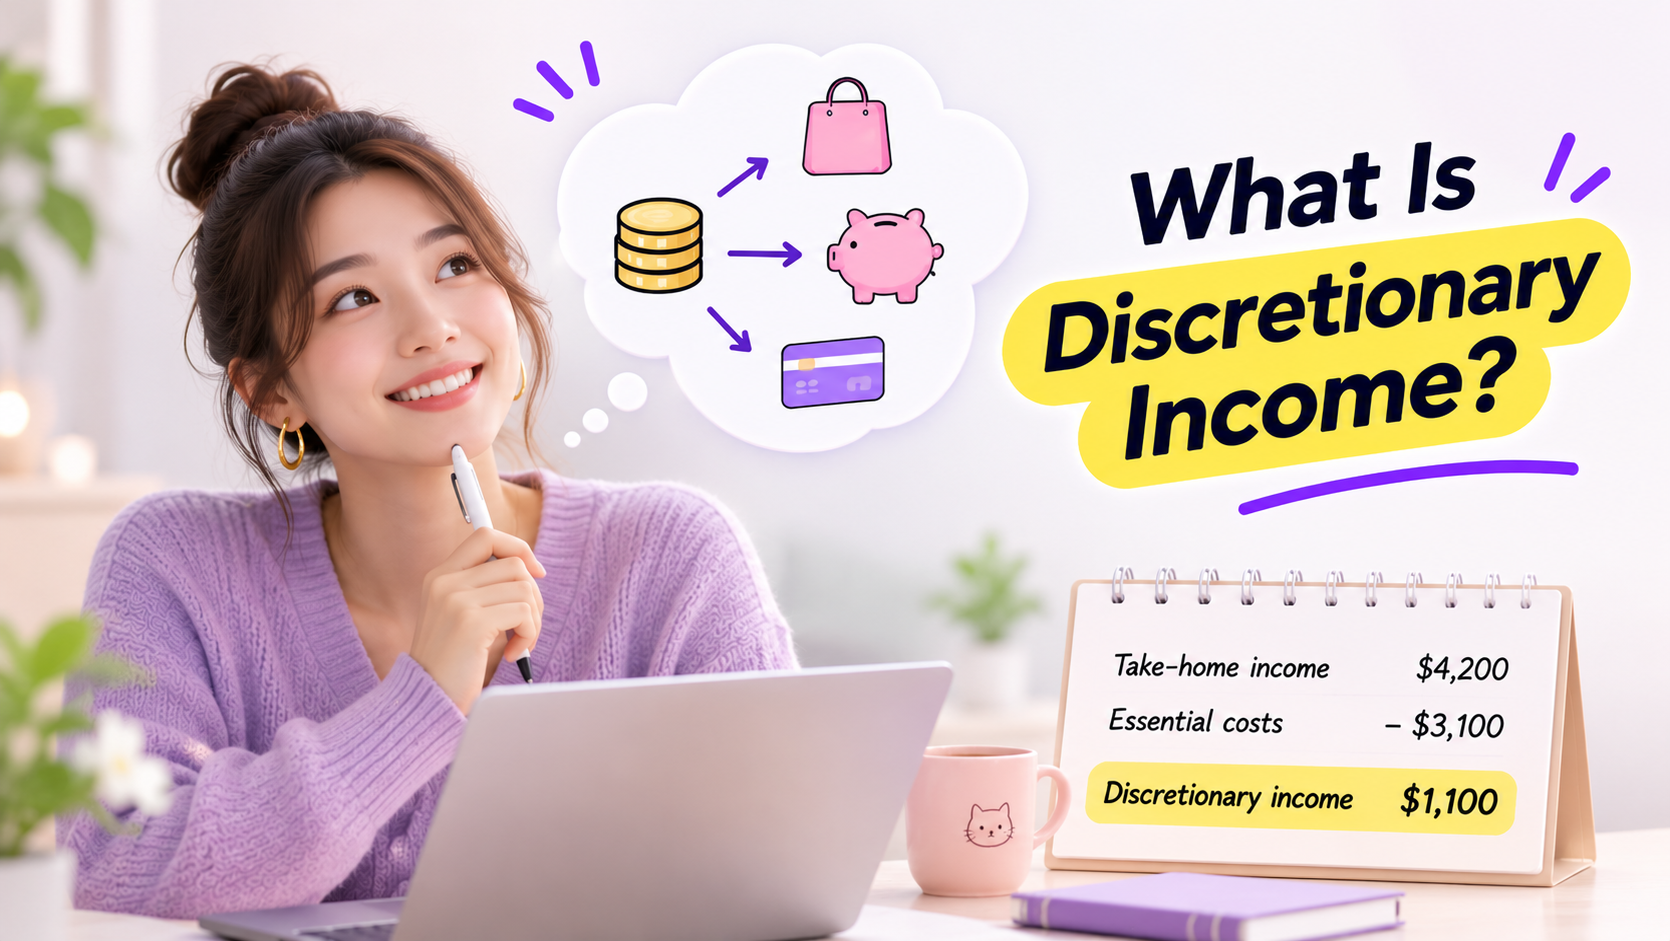 What Is
Discretionary
Income?
Take-home income $4,200
Essential costs – $3,100
Discretionary income $1,100